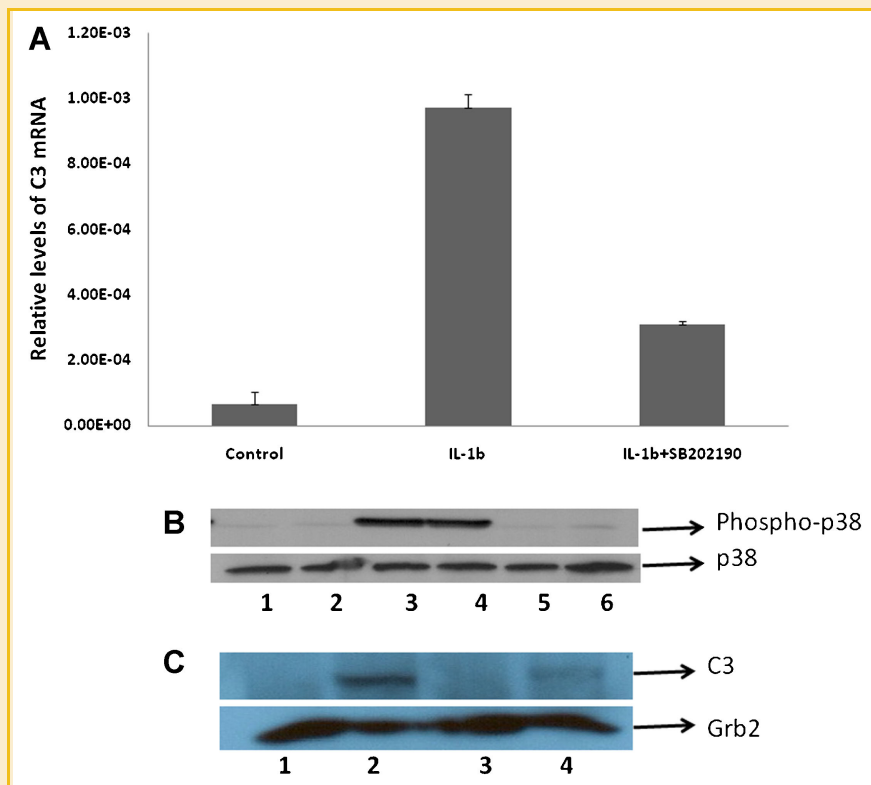 A
1.20E-03
1.00E-03
8.00E-04
6.00E-04
4.00E-04
2.00E-04
0.00E+00
Relative levels of C3 mRNA
Control IL-1b IL-1b+SB202190
B
Phospho-p38
p38
1 2 3 4 5 6
C
C3
Grb2
1 2 3 4